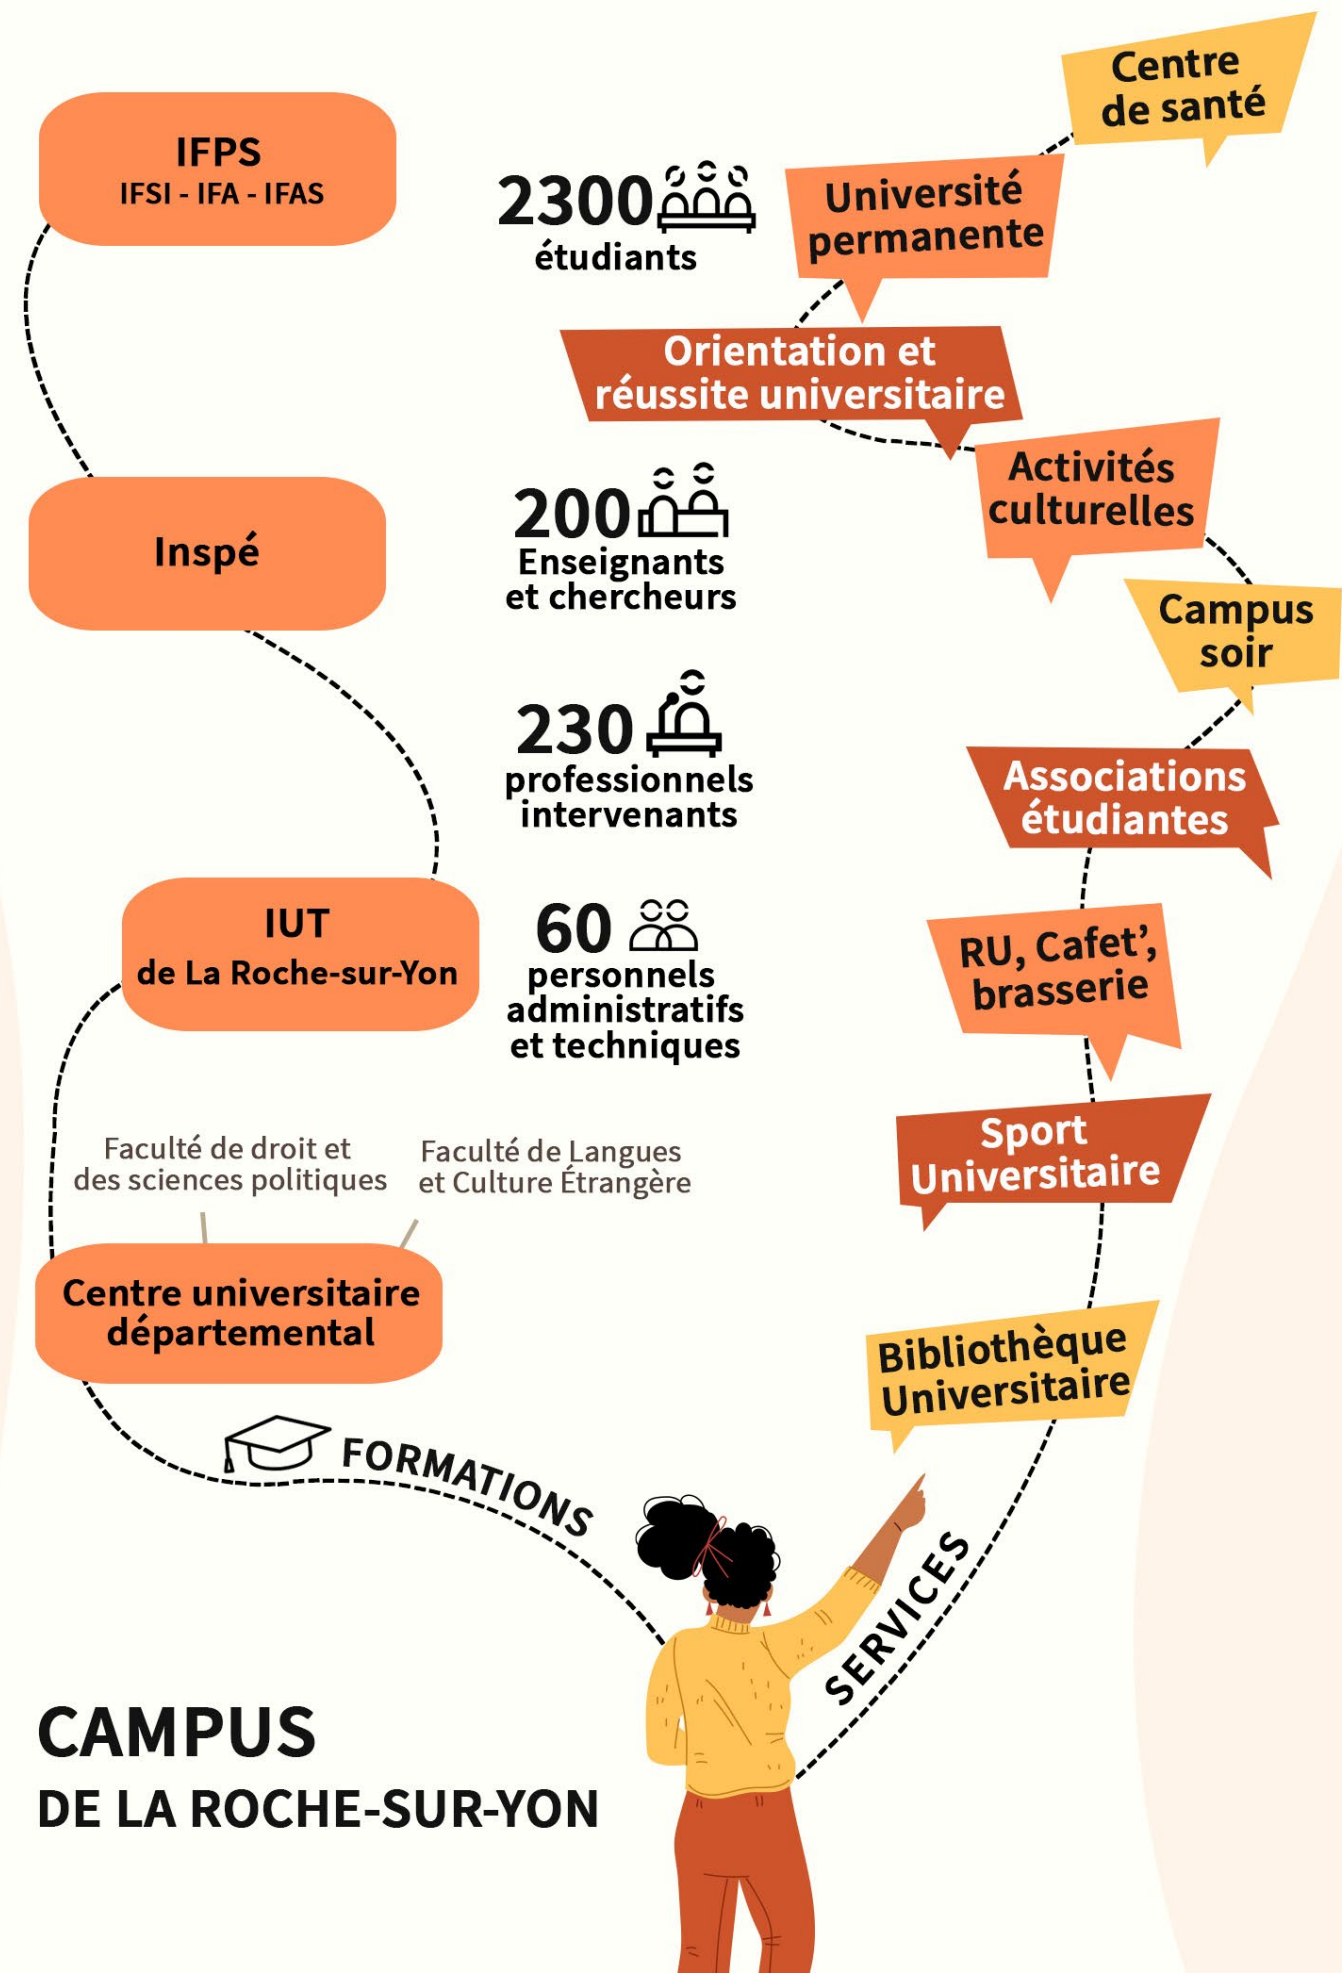 Centre
de santé
IFPS
IFSI - IFA - IFAS
2300
étudiants
Université
permanente
Orientation et
réussite universitaire
Activités
culturelles
200
Enseignants
et chercheurs
Inspé
Campus
soir
230
professionnels
intervenants
Associations
étudiantes
IUT
de La Roche-sur-Yon
60
personnels
administratifs
et techniques
RU, Cafet’,
brasserie
Sport
Universitaire
Faculté de droit et
des sciences politiques
Faculté de Langues
et Culture Étrangère
Centre universitaire
départemental
Bibliothèque
Universitaire
FORMATIONS
SERVICES
CAMPUS
DE LA ROCHE-SUR-YON